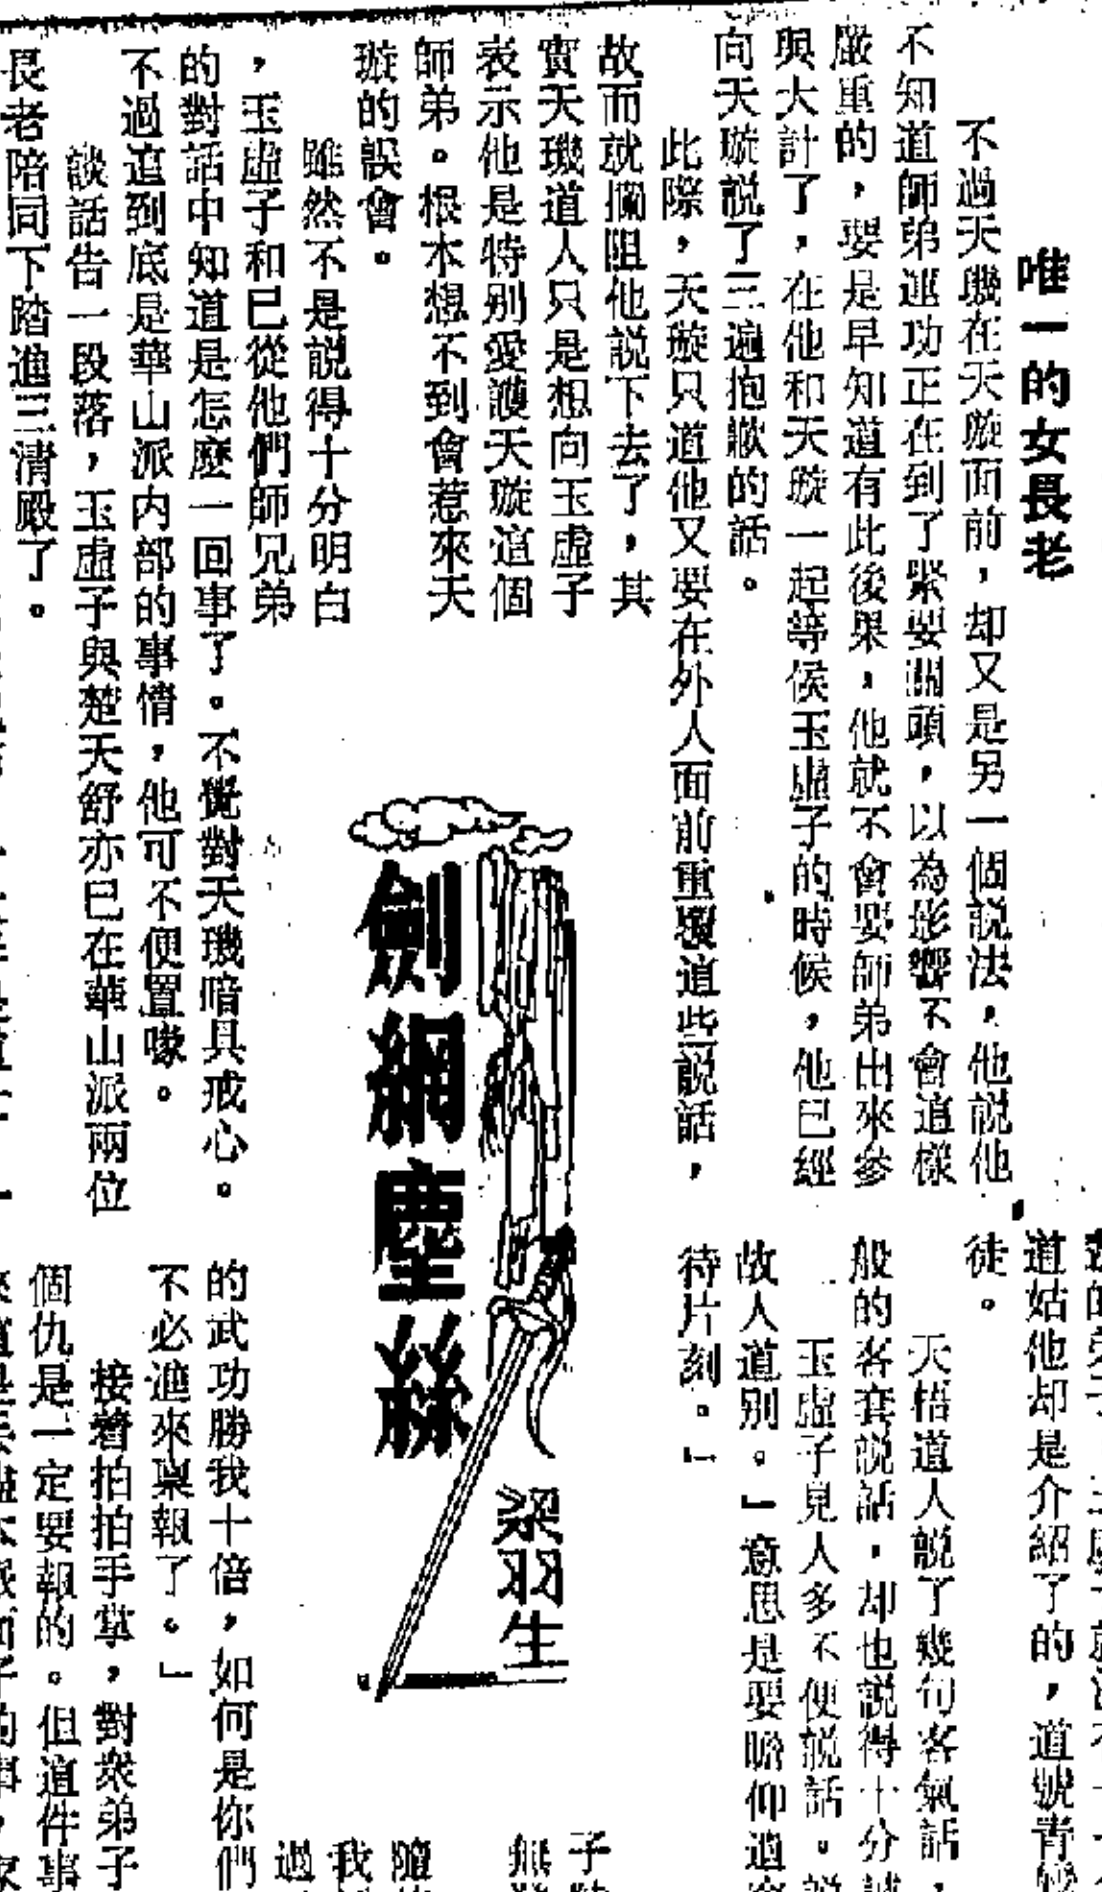 唯一的女長老
不過天璣在天璇面前，却又是另一個說法，他說他
不知道師弟運功正在到了緊要關頭，以為影響不會這樣
嚴重的，要是早知道有此後果，他就不會要師弟出來參
與大計了，在他和天璇一起等候玉虛子的時候，他已經
向天璇說了三遍抱歉的話。
此際，天璇只道他又要在外人面前重覆這些說話，
故而就攔阻他說下去了，其
實天璣道人只是想向玉虛子
表示他是特別愛護天璇這個
師弟。根本想不到會惹來天
璇的誤會。
雖然不是說得十分明白
，玉虛子和已從他們師兄弟
的對話中知道是怎麼一回事了。不覺對天璣暗具戒心。
不過這到底是華山派內部的事情，他可不便置喙。
談話告一段落，玉虛子與楚天舒亦已在華山派兩位
長老陪同下踏進三清殿了。
劍網塵絲
梁羽生
道姑他却是介紹了的，道號青
徒。
天梧道人說了幾句客氣話，
般的客套說話，却也說得十分
玉虛子見人多不便說話。
故人道別。」意思是要瞻仰遺
待片刻。」
的武功勝我十倍，如何是你們
不必進來稟報了。」
接着拍拍手掌，對衆弟子
個仇是一定要報的。但這件事
子
無
隨
我
過